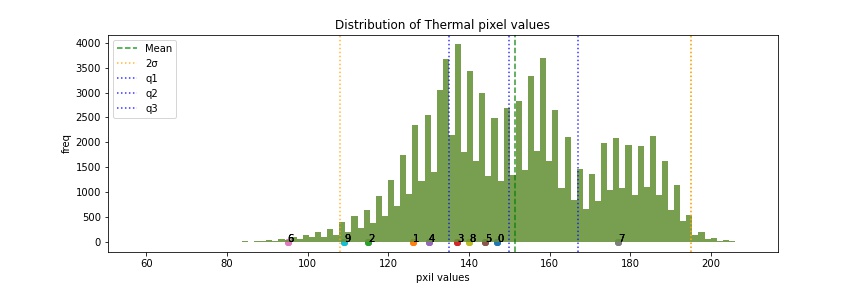 Distribution of Thermal pixel values
Mean
2σ
q1
q2
q3
freq
4000
3500
3000
2500
2000
1500
1000
500
0
6 9 2 1 4 3 8 5 0 7
60 80 100 120 140 160 180 200
pxil values